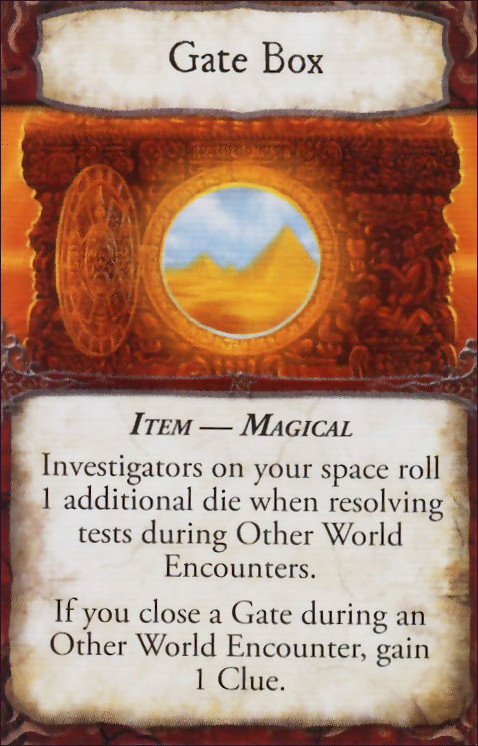 Gate Box
Item — Magical
Investigators on your space roll
1 additional die when resolving
tests during Other World
Encounters.
If you close a Gate during an
Other World Encounter, gain
1 Clue.